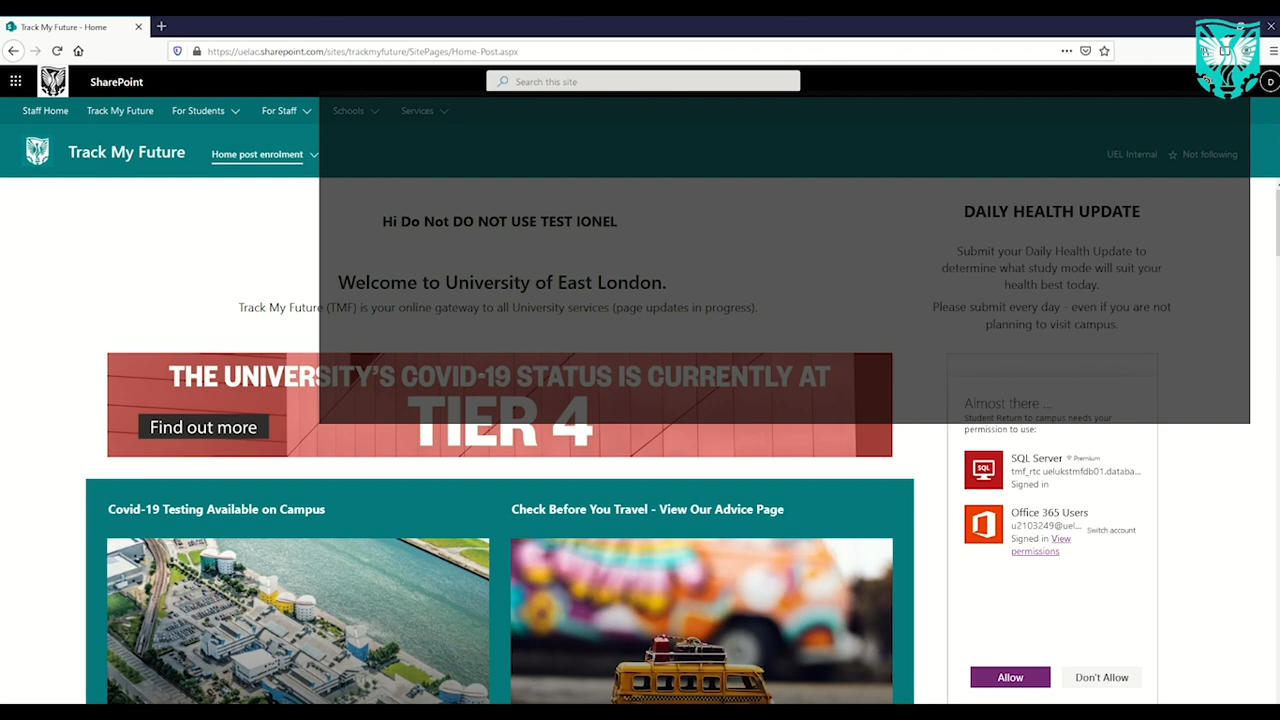 Track My Future - Home
https://uelac.sharepoint.com/sites/trackmyfuture/SitePages/Home-Post.aspx
SharePoint
Search this site
D
Staff Home
Track My Future
For Students
For Staff
Schools
Services
Track My Future
Home post enrolment
UEL Internal
Not following
Hi Do Not DO NOT USE TEST IONEL
Welcome to University of East London.
Track My Future (TMF) is your online gateway to all University services (page updates in progress).
THE UNIVERSITY'S COVID-19 STATUS IS CURRENTLY AT
TIER 4
Find out more
Covid-19 Testing Available on Campus
Check Before You Travel - View Our Advice Page
DAILY HEALTH UPDATE
Submit your Daily Health Update to
determine what study mode will suit your
health best today.
Please submit every day - even if you are not
planning to visit campus.
Almost there ...
Student Return to campus needs your
permission to use:
SQL
SQL Server
Premium
tmf_rtc uelukstmfdb01.databa...
Signed in
Office 365 Users
u2103249@uel...
Switch account
Signed in View
permissions
Allow
Don't Allow